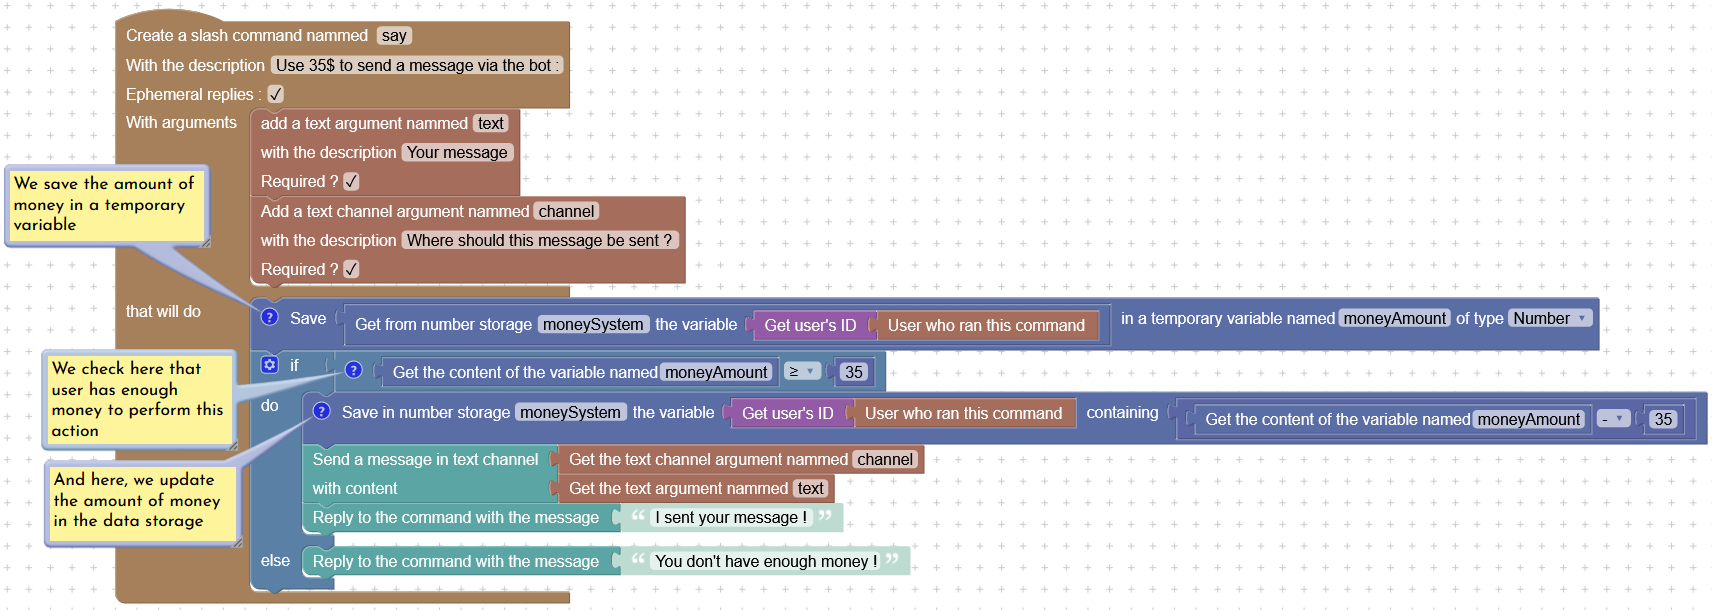 Create a slash command nammed say
With the description Use 35$ to send a message via the bot :
Ephemeral replies :
With arguments
add a text argument nammed text
with the description Your message
Required ?
Add a text channel argument nammed channel
with the description Where should this message be sent ?
Required ?
We save the amount of
money in a temporary
variable
that will do
? Save Get from number storage moneySystem the variable Get user's ID User who ran this command in a temporary variable named moneyAmount of type Number
We check here that
user has enough
money to perform this
action
if ? Get the content of the variable named moneyAmount ≥ 35
do
? Save in number storage moneySystem the variable Get user's ID User who ran this command containing Get the content of the variable named moneyAmount - 35
And here, we update
the amount of money
in the data storage
Send a message in text channel Get the text channel argument nammed channel
with content Get the text argument nammed text
Reply to the command with the message “ I sent your message ! ”
else Reply to the command with the message “ You don't have enough money ! ”